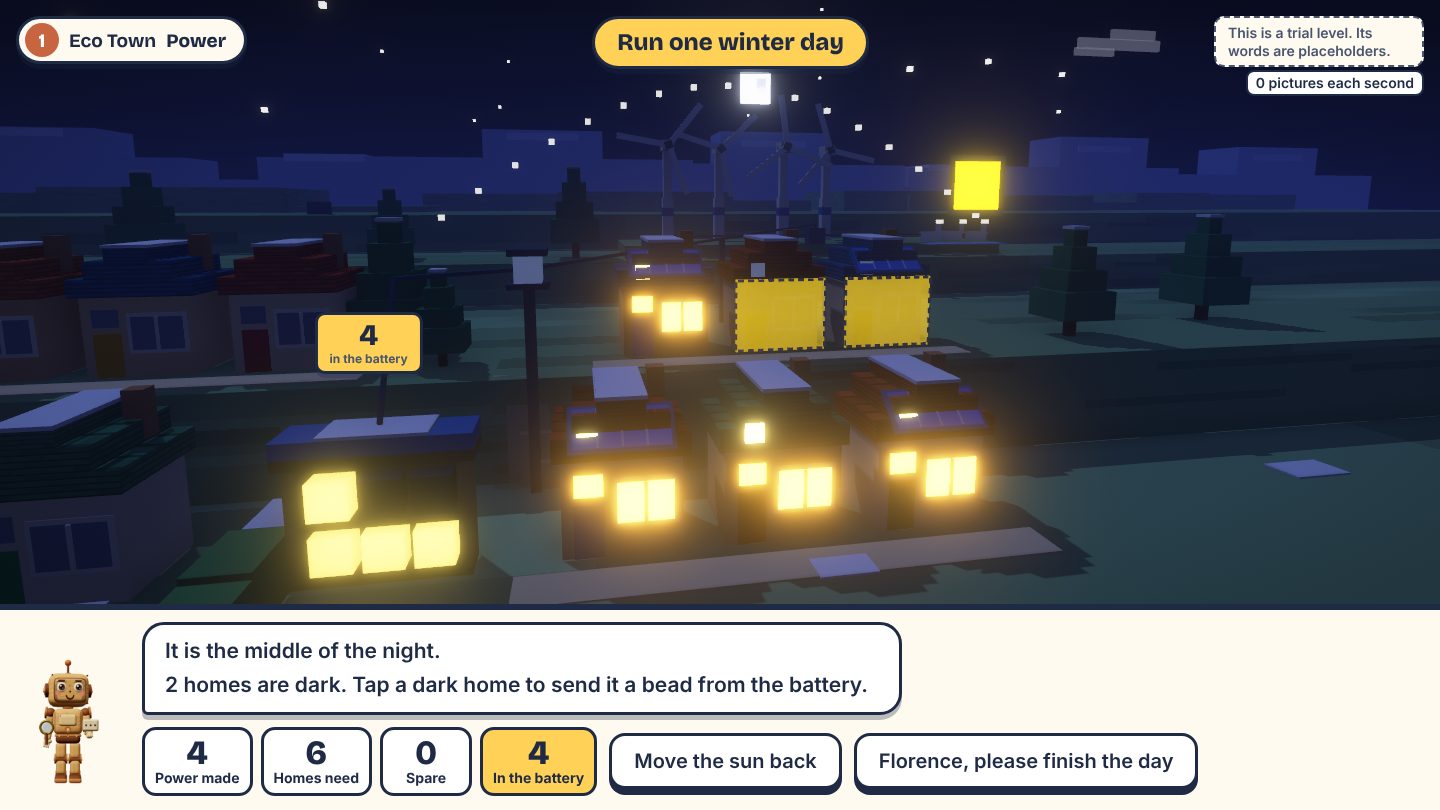 1 Eco Town Power
Run one winter day
This is a trial level. Its
words are placeholders.
0 pictures each second
4
in the battery
It is the middle of the night.
2 homes are dark. Tap a dark home to send it a bead from the battery.
4
Power made
6
Homes need
0
Spare
4
In the battery
Move the sun back
Florence, please finish the day